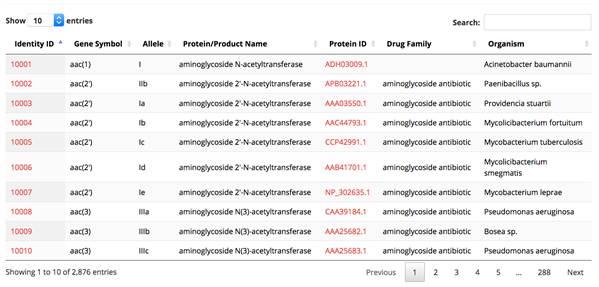 Show 10 entries Search:
Identity ID Gene Symbol Allele Protein/Product Name Protein ID Drug Family Organism
10001 aac(1) I aminoglycoside N-acetyltransferase ADH03009.1 Acinetobacter baumannii
10002 aac(2') IIb aminoglycoside 2'-N-acetyltransferase APB03221.1 aminoglycoside antibiotic Paenibacillus sp.
10003 aac(2') Ia aminoglycoside 2'-N-acetyltransferase AAA03550.1 aminoglycoside antibiotic Providencia stuartii
10004 aac(2') Ib aminoglycoside 2'-N-acetyltransferase AAC44793.1 aminoglycoside antibiotic Mycolicibacterium fortuitum
10005 aac(2') Ic aminoglycoside 2'-N-acetyltransferase CCP42991.1 aminoglycoside antibiotic Mycobacterium tuberculosis
10006 aac(2') Id aminoglycoside 2'-N-acetyltransferase AAB41701.1 aminoglycoside antibiotic Mycolicibacterium
smegmatis
10007 aac(2') Ie aminoglycoside 2'-N-acetyltransferase NP_302635.1 aminoglycoside antibiotic Mycobacterium leprae
10008 aac(3) IIIa aminoglycoside N(3)-acetyltransferase CAA39184.1 aminoglycoside antibiotic Pseudomonas aeruginosa
10009 aac(3) IIIb aminoglycoside N(3)-acetyltransferase AAA25682.1 aminoglycoside antibiotic Bosea sp.
10010 aac(3) IIIc aminoglycoside N(3)-acetyltransferase AAA25683.1 aminoglycoside antibiotic Pseudomonas aeruginosa
Showing 1 to 10 of 2,876 entries Previous 1 2 3 4 5 ... 288 Next